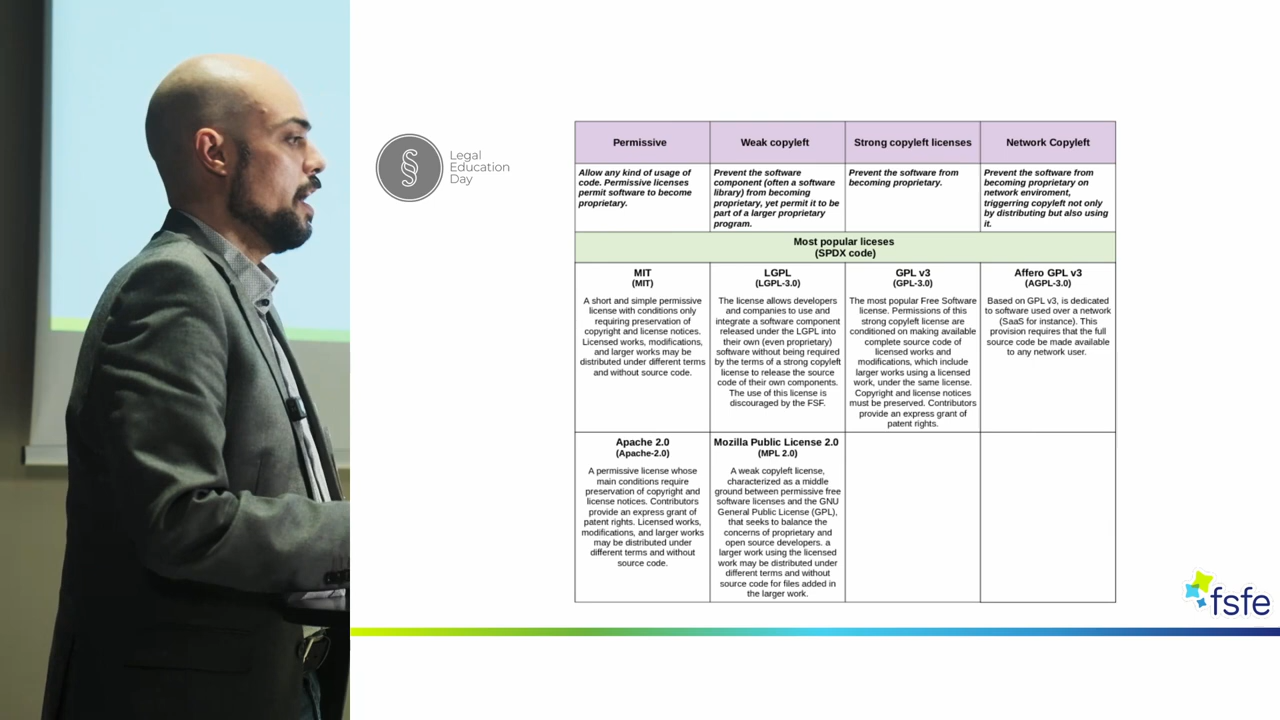 Legal
Education
Day
Permissive
Weak copyleft
Strong copyleft licenses
Network Copyleft
Allow any kind of usage of
code. Permissive licenses
permit software to become
proprietary.
Prevent the software
component (often a software
library) from becoming
proprietary, yet permit it to be
part of a larger proprietary
program.
Prevent the software from
becoming proprietary.
Prevent the software from
becoming proprietary on
network enviroment,
triggerring copyleft not only
by distributing but also using
it.
Most popular liceses
(SPDX code)
MIT
(MIT)
A short and simple permissive
license with conditions only
requiring preservation of
copyright and license notices.
Licensed works, modifications,
and larger works may be
distributed under different terms
and without source code.
LGPL
(LGPL-3.0)
The license allows developers
and companies to use and
integrate a software component
released under the LGPL into
their own (even proprietary)
software without being required
by the terms of a strong copyleft
license to release the source
code of their own components.
The use of this license is
discouraged by the FSF.
GPL v3
(GPL-3.0)
The most popular Free Software
license. Permissions of this
strong copyleft license are
conditioned on making available
complete source code of
licensed works and
modifications, which include
larger works using a licensed
work, under the same license.
Copyright and license notices
must be preserved. Contributors
provide an express grant of
patent rights.
Affero GPL v3
(AGPL-3.0)
Based on GPL v3, is dedicated
to software used over a network
(SaaS for instance). This
provision requires that the full
source code be made available
to any network user.
Apache 2.0
(Apache-2.0)
A permissive license whose
main conditions require
preservation of copyright and
license notices. Contributors
provide an express grant of
patent rights. Licensed works,
modifications, and larger works
may be distributed under
different terms and without
source code.
Mozilla Public License 2.0
(MPL 2.0)
A weak copyleft license,
characterized as a middle
ground between permissive free
software licenses and the GNU
General Public License (GPL),
that seeks to balance the
concerns of proprietary and
open source developers. a
larger work using the licensed
work may be distributed under
different terms and without
source code for files added in
the larger work.
fsfe